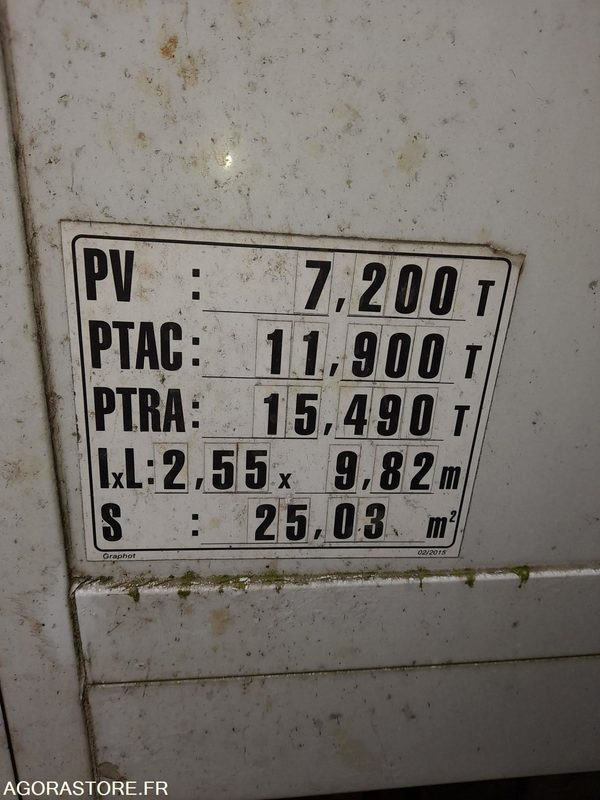 PV : 7,200 T
PTAC : 11,900 T
PTRA : 15,490 T
lxL : 2,55 x 9,82 m
S : 25,03 m²
Graphot 02/2015
AGORASTORE.FR